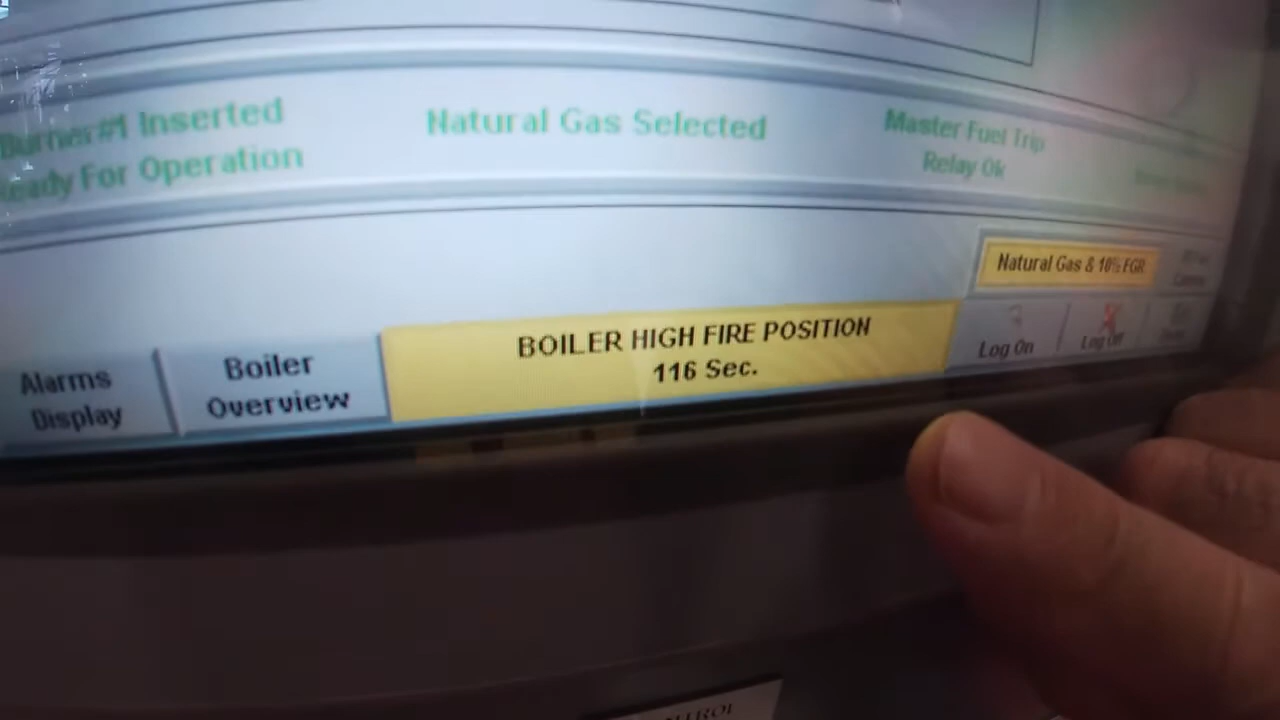 Burner #1 Inserted
Ready For Operation
Natural Gas Selected
Master Fuel Trip
Relay Ok
Natural Gas & 10% EGR
BOILER HIGH FIRE POSITION
116 Sec.
Alarms
Display
Boiler
Overview
Log On
Log Off